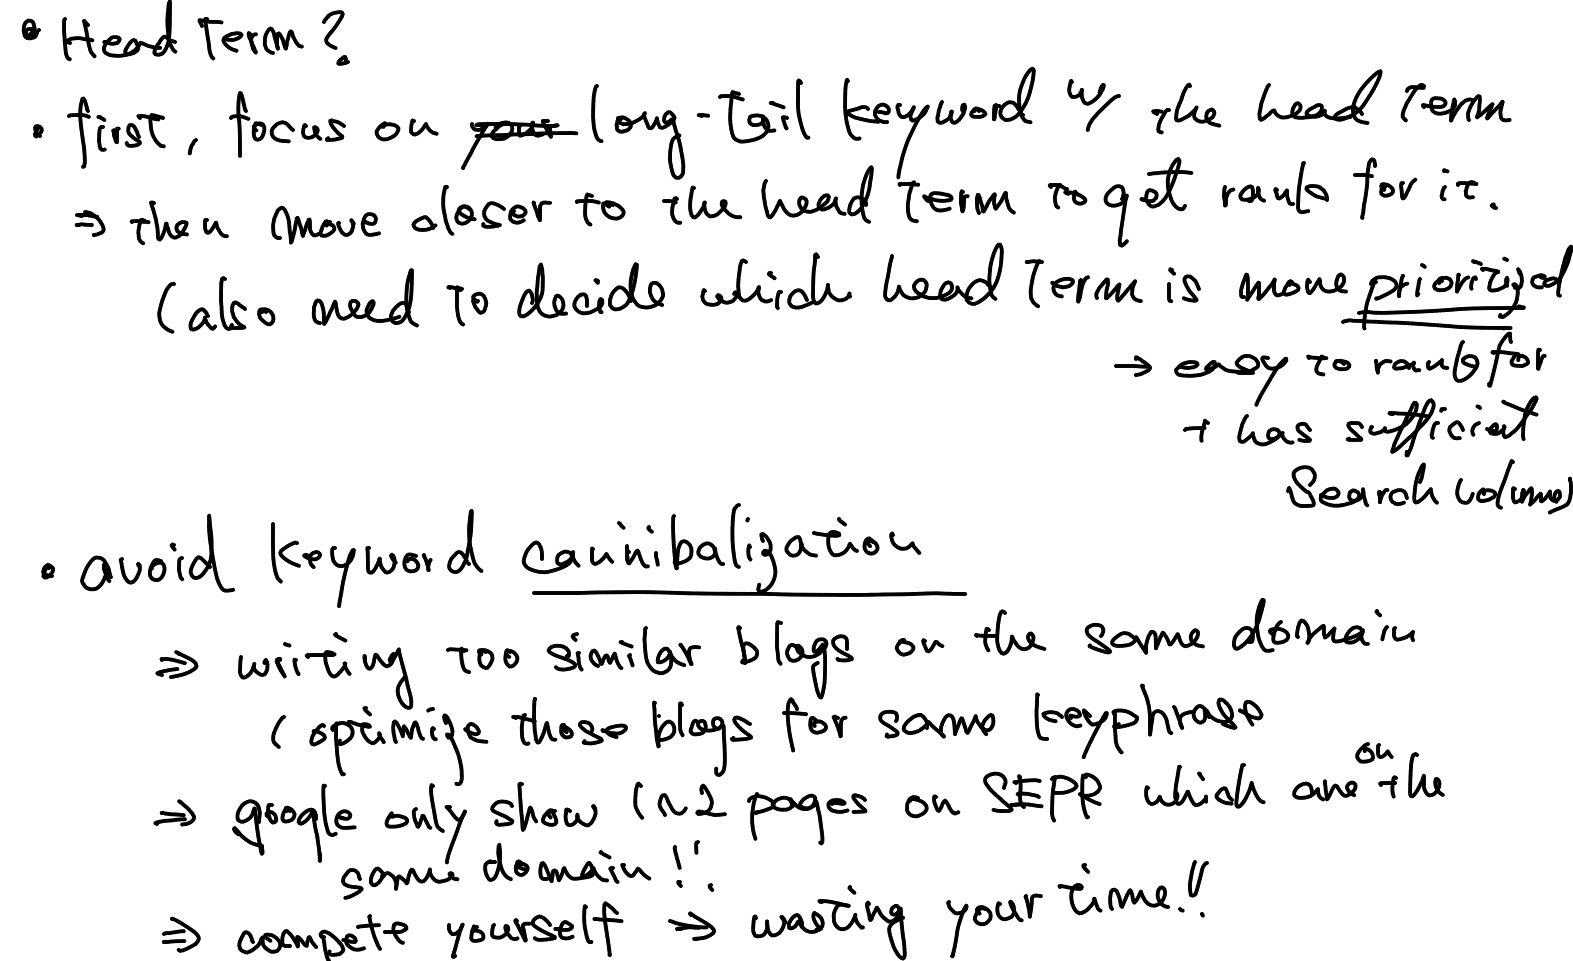 • Head Term?
• first, focus on your long-tail keyword w/ the head term
⇒ then move closer to the head term to get rank for it.
(also need to decide which head term is more prioritized
→ easy to rank for
+ has sufficient
search volume)
• avoid keyword cannibalization
⇒ writing too similar blogs on the same domain
(optimize those blogs for same keyphrase
⇒ google only show 1~2 pages on SEPR which are on the
same domain!!
⇒ compete yourself ⇒ wasting your time!!